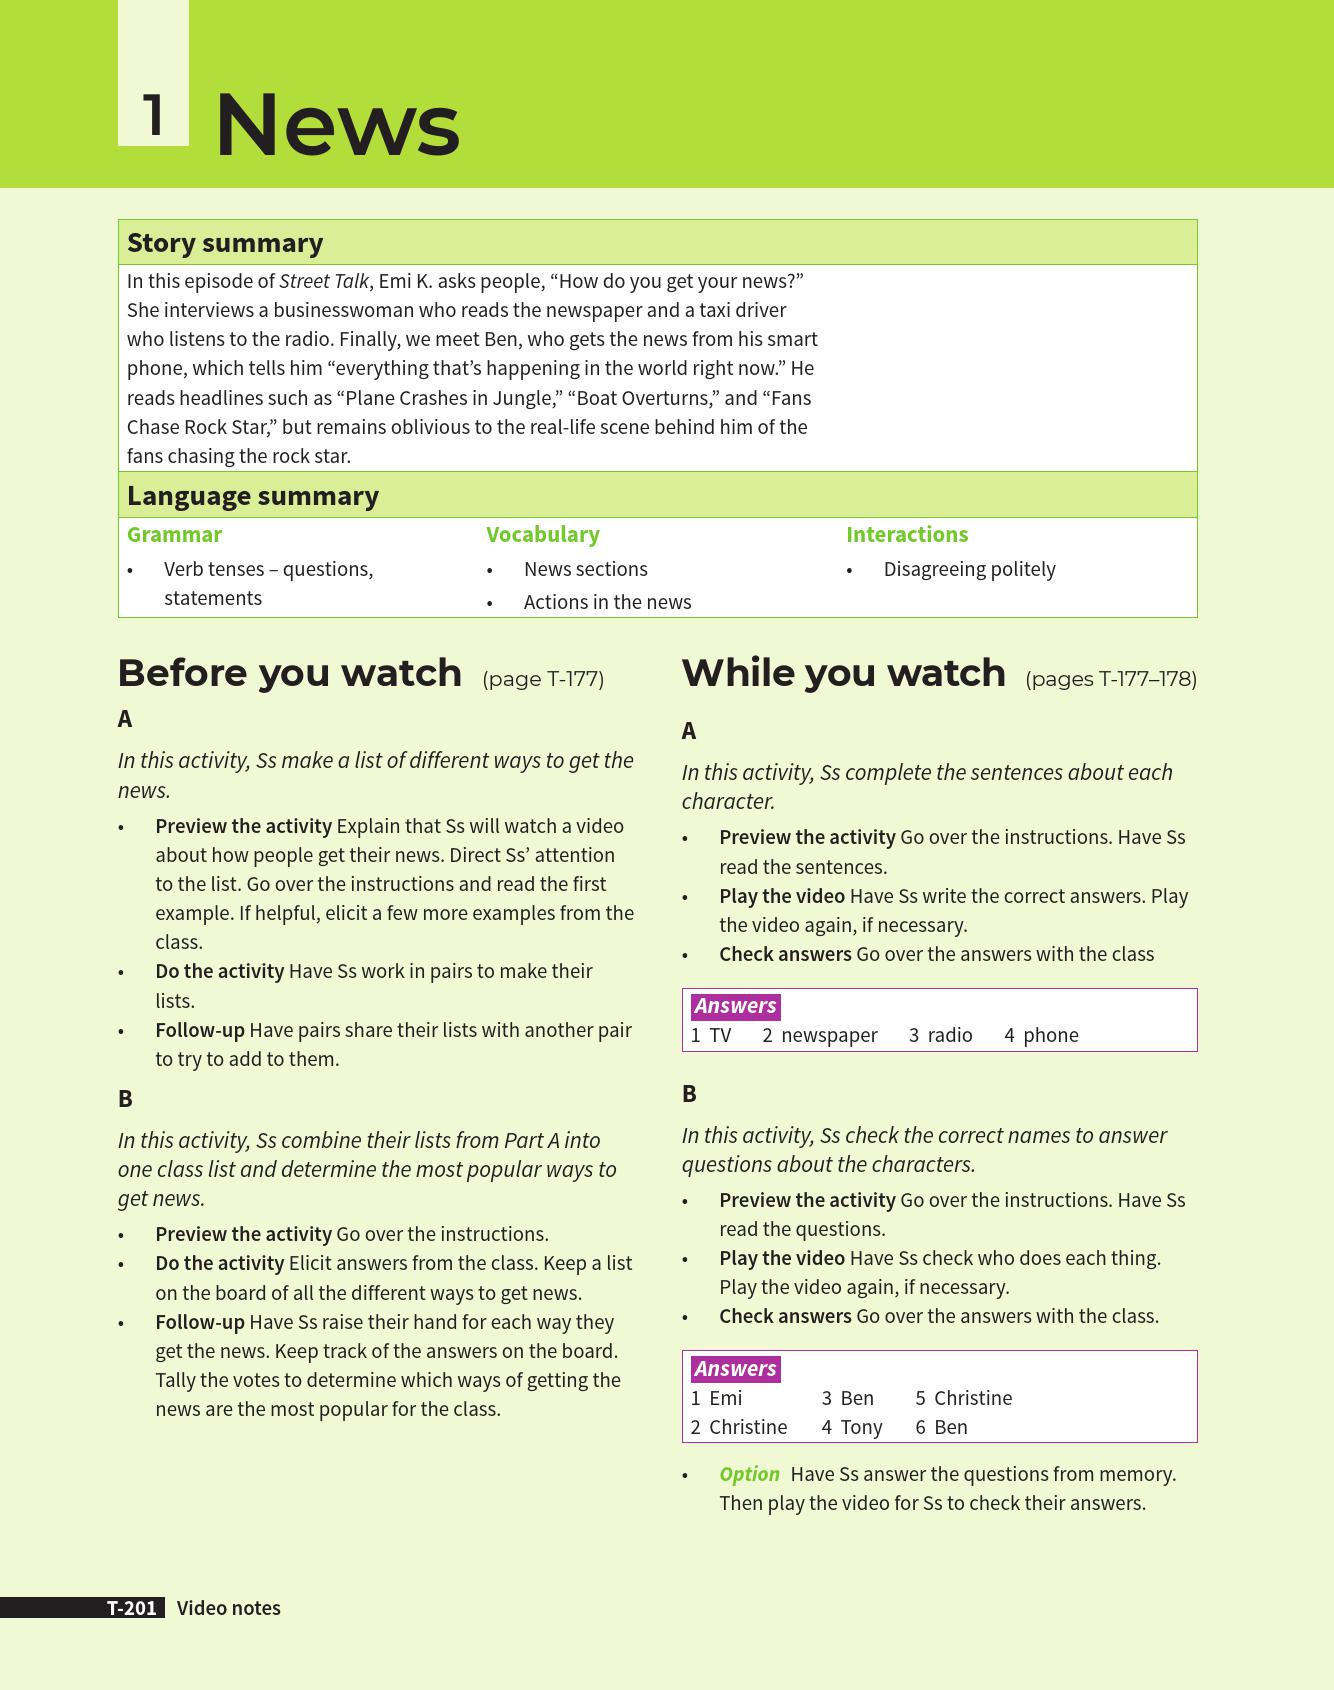 1 News
Story summary
In this episode of Street Talk, Emi K. asks people, “How do you get your news?”
She interviews a businesswoman who reads the newspaper and a taxi driver
who listens to the radio. Finally, we meet Ben, who gets the news from his smart
phone, which tells him “everything that’s happening in the world right now.” He
reads headlines such as “Plane Crashes in Jungle,” “Boat Overturns,” and “Fans
Chase Rock Star,” but remains oblivious to the real-life scene behind him of the
fans chasing the rock star.
Language summary
Grammar
• Verb tenses – questions,
statements
Vocabulary
• News sections
• Actions in the news
Interactions
• Disagreeing politely
Before you watch (page T-177)
A
In this activity, Ss make a list of different ways to get the
news.
• Preview the activity Explain that Ss will watch a video
about how people get their news. Direct Ss’ attention
to the list. Go over the instructions and read the first
example. If helpful, elicit a few more examples from the
class.
• Do the activity Have Ss work in pairs to make their
lists.
• Follow-up Have pairs share their lists with another pair
to try to add to them.
B
In this activity, Ss combine their lists from Part A into
one class list and determine the most popular ways to
get news.
• Preview the activity Go over the instructions.
• Do the activity Elicit answers from the class. Keep a list
on the board of all the different ways to get news.
• Follow-up Have Ss raise their hand for each way they
get the news. Keep track of the answers on the board.
Tally the votes to determine which ways of getting the
news are the most popular for the class.
While you watch (pages T-177–178)
A
In this activity, Ss complete the sentences about each
character.
• Preview the activity Go over the instructions. Have Ss
read the sentences.
• Play the video Have Ss write the correct answers. Play
the video again, if necessary.
• Check answers Go over the answers with the class
Answers
1 TV 2 newspaper 3 radio 4 phone
B
In this activity, Ss check the correct names to answer
questions about the characters.
• Preview the activity Go over the instructions. Have Ss
read the questions.
• Play the video Have Ss check who does each thing.
Play the video again, if necessary.
• Check answers Go over the answers with the class.
Answers
1 Emi 3 Ben 5 Christine
2 Christine 4 Tony 6 Ben
• Option Have Ss answer the questions from memory.
Then play the video for Ss to check their answers.
T-201 Video notes